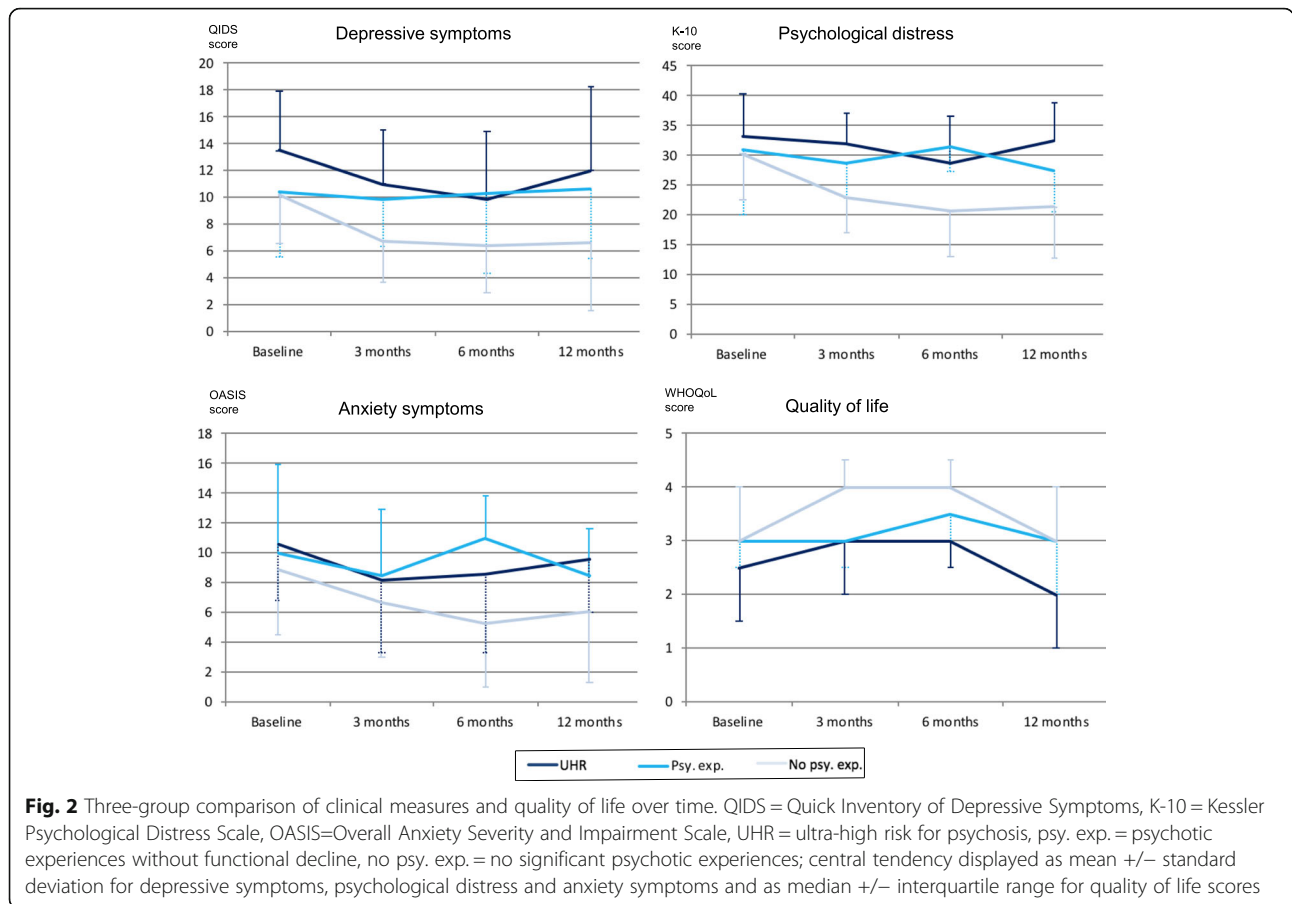 QIDS
score
Depressive symptoms
20
18
16
14
12
10
8
6
4
2
0
Baseline 3 months 6 months 12 months
K-10
score
Psychological distress
45
40
35
30
25
20
15
10
5
0
Baseline 3 months 6 months 12 months
OASIS
score
Anxiety symptoms
18
16
14
12
10
8
6
4
2
0
Baseline 3 months 6 months 12 months
WHOQoL
score
Quality of life
5
4
3
2
1
0
Baseline 3 months 6 months 12 months
UHR Psy. exp. No psy. exp.
Fig. 2 Three-group comparison of clinical measures and quality of life over time. QIDS = Quick Inventory of Depressive Symptoms, K-10 = Kessler
Psychological Distress Scale, OASIS=Overall Anxiety Severity and Impairment Scale, UHR = ultra-high risk for psychosis, psy. exp. = psychotic
experiences without functional decline, no psy. exp. = no significant psychotic experiences; central tendency displayed as mean +/− standard
deviation for depressive symptoms, psychological distress and anxiety symptoms and as median +/− interquartile range for quality of life scores